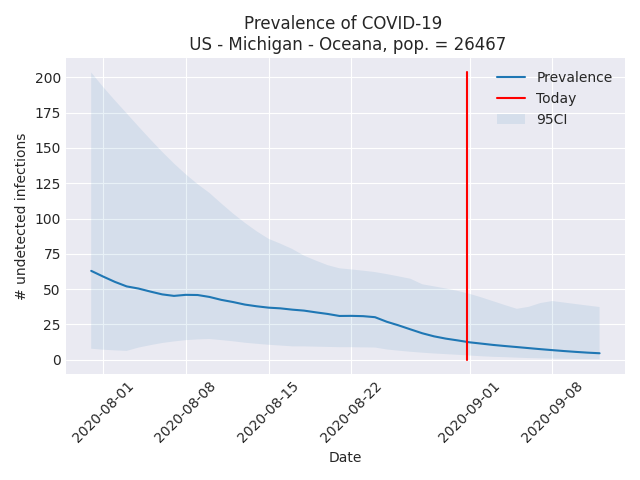 Prevalence of COVID-19
US - Michigan - Oceana, pop. = 26467
# undetected infections
200
175
150
125
100
75
50
25
0
Prevalence
Today
95CI
2020-08-01
2020-08-08
2020-08-15
2020-08-22
2020-09-01
2020-09-08
Date